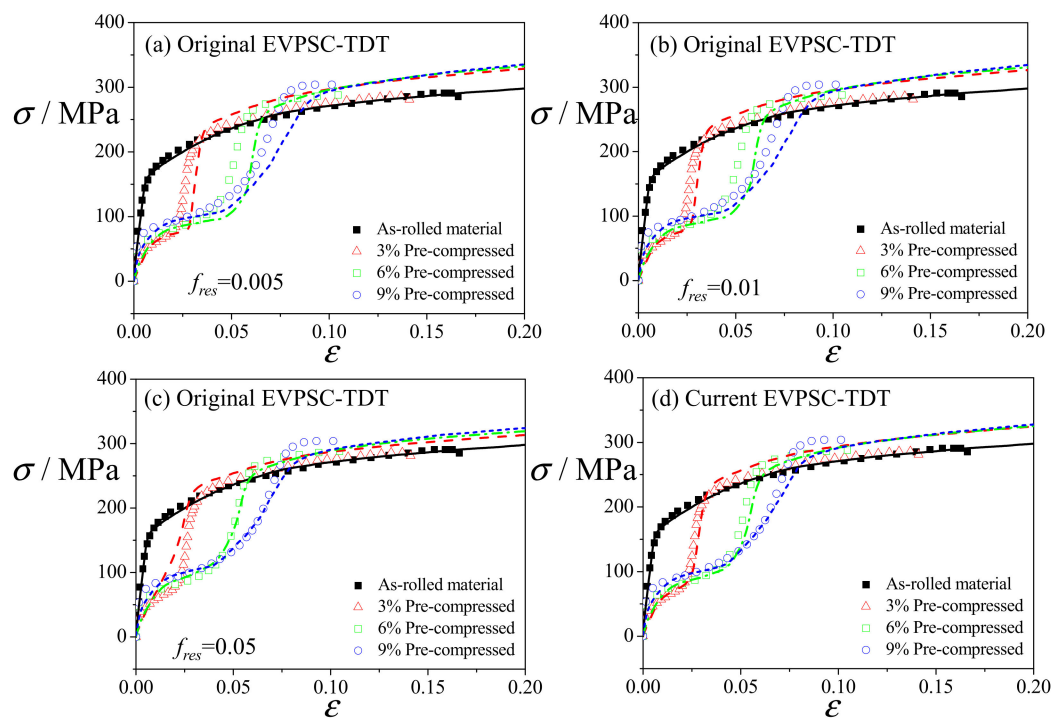 (a) Original EVPSC-TDT
400
300
200
100
0
σ / MPa
As-rolled material
3% Pre-compressed
6% Pre-compressed
9% Pre-compressed
fres=0.005
0.00 0.05 0.10 0.15 0.20
ε
(b) Original EVPSC-TDT
400
300
200
100
0
σ / MPa
As-rolled material
3% Pre-compressed
6% Pre-compressed
9% Pre-compressed
fres=0.01
0.00 0.05 0.10 0.15 0.20
ε
(c) Original EVPSC-TDT
400
300
200
100
0
σ / MPa
As-rolled material
3% Pre-compressed
6% Pre-compressed
9% Pre-compressed
fres=0.05
0.00 0.05 0.10 0.15 0.20
ε
(d) Current EVPSC-TDT
400
300
200
100
0
σ / MPa
As-rolled material
3% Pre-compressed
6% Pre-compressed
9% Pre-compressed
0.00 0.05 0.10 0.15 0.20
ε